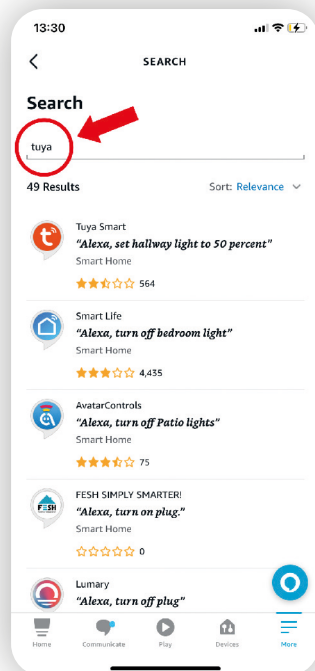 13:30
SEARCH
Search
tuya
49 Results
Sort: Relevance
Tuya Smart
“Alexa, set hallway light to 50 percent”
Smart Home
564
Smart Life
“Alexa, turn off bedroom light”
Smart Home
4,435
AvatarControls
“Alexa, turn off Patio lights”
Smart Home
75
FESH
FESH SIMPLY SMARTER!
“Alexa, turn on plug.”
Smart Home
0
Lumary
“Alexa, turn off plug”
Home
Communicate
Play
Devices
More